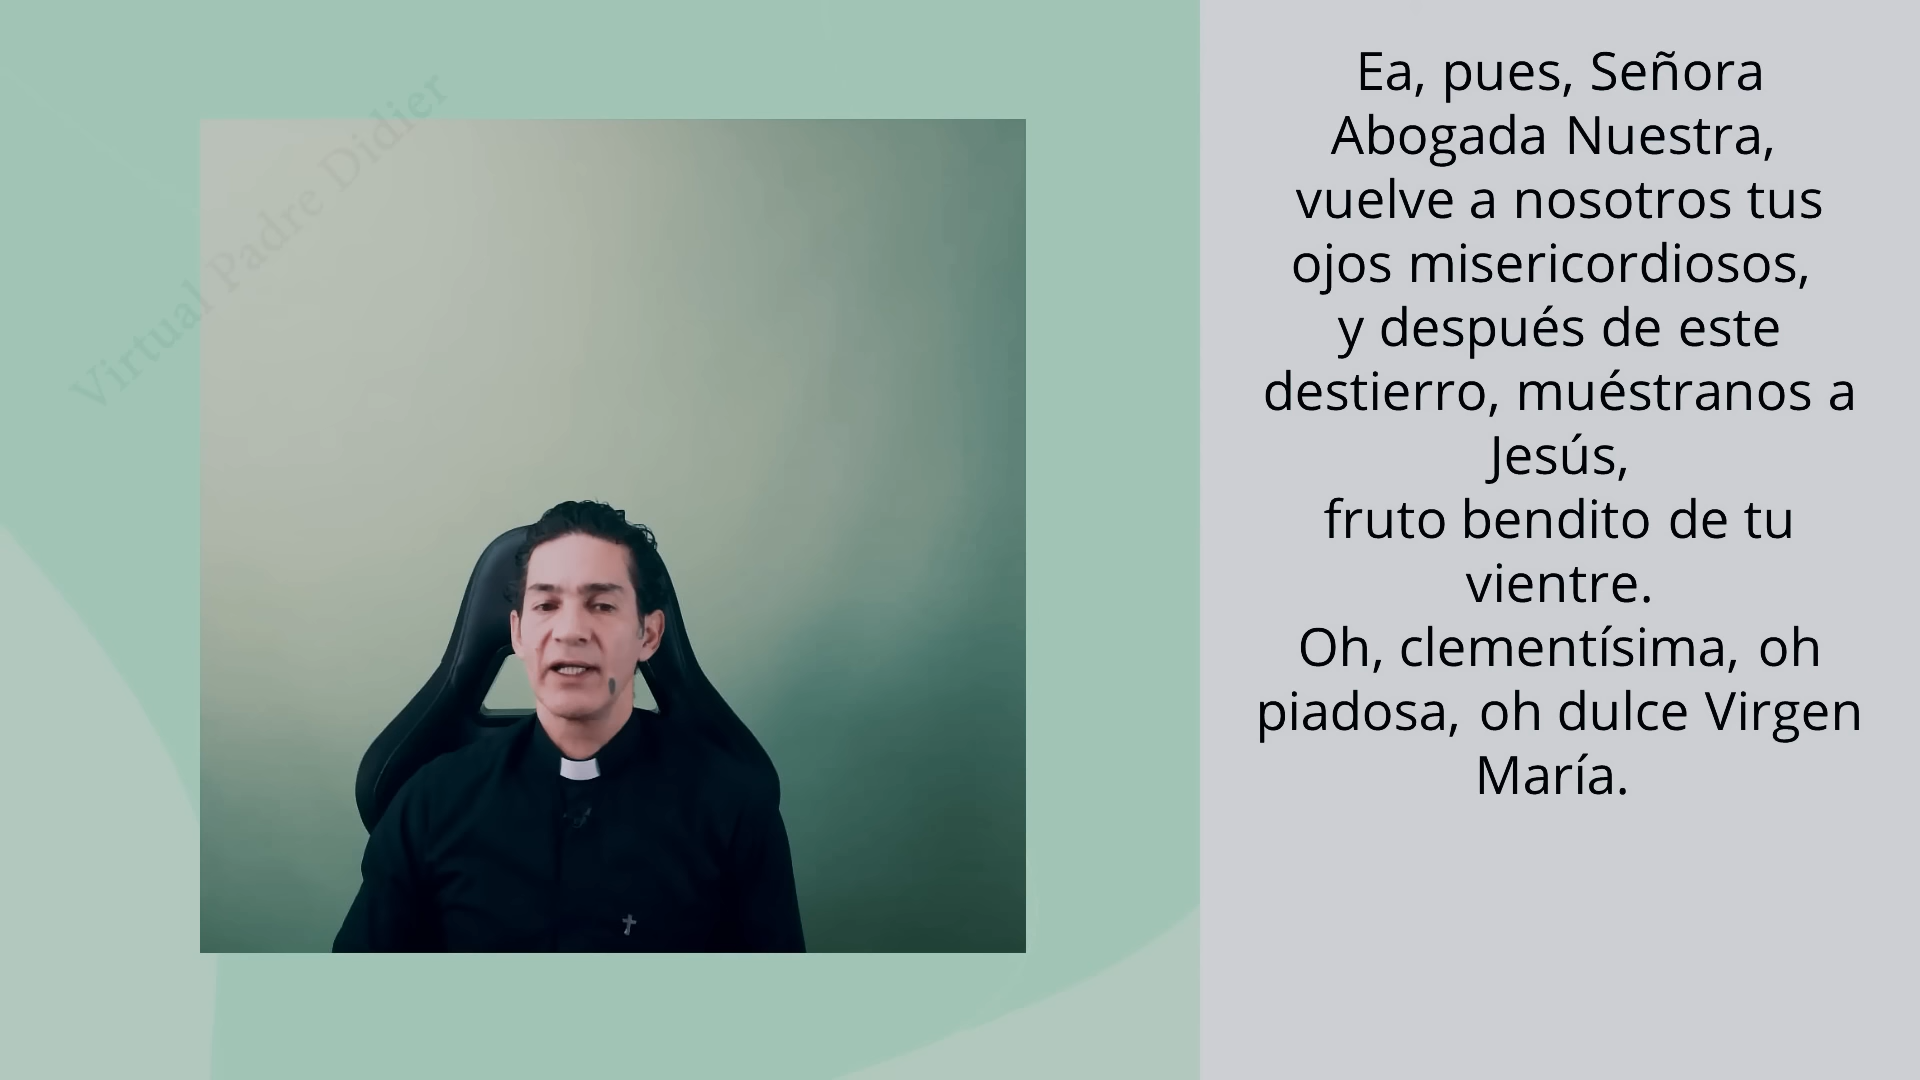 Virtual Padre Didier
Ea, pues, Señora
Abogada Nuestra,
vuelve a nosotros tus
ojos misericordiosos,
y después de este
destierro, muéstranos a
Jesús,
fruto bendito de tu
vientre.
Oh, clementísima, oh
piadosa, oh dulce Virgen
María.